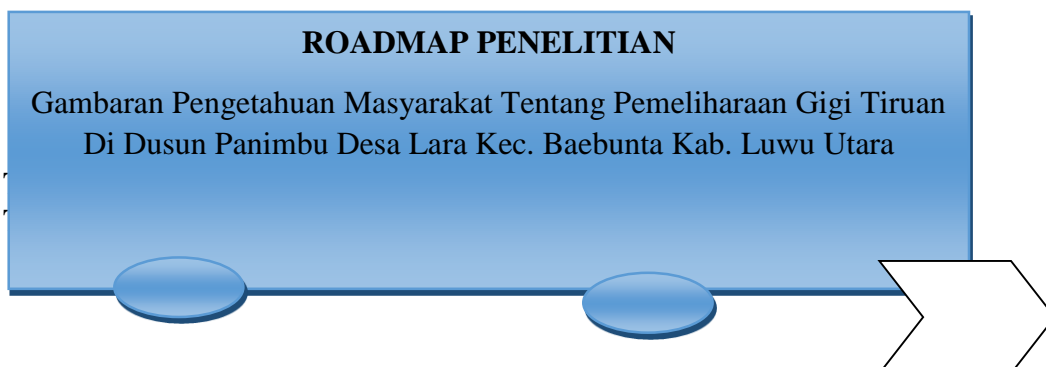 ROADMAP PENELITIAN
Gambaran Pengetahuan Masyarakat Tentang Pemeliharaan Gigi Tiruan
Di Dusun Panimbu Desa Lara Kec. Baebunta Kab. Luwu Utara